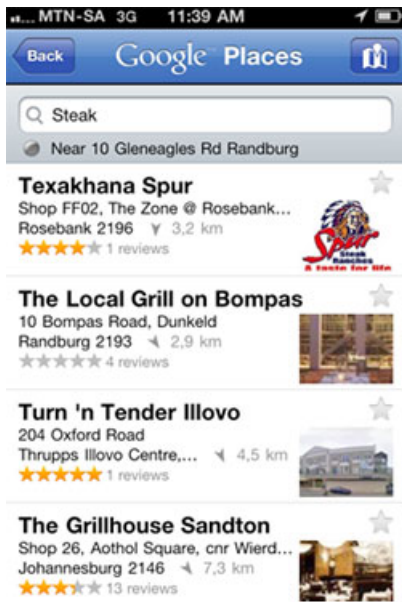 MTN-SA 3G 11:39 AM
Back Google Places
Steak
Near 10 Gleneagles Rd Randburg
Texakhana Spur
Shop FF02, The Zone @ Rosebank...
Rosebank 2196 3,2 km
1 reviews
Spur
Steak
Ranches
A taste for life
The Local Grill on Bompas
10 Bompas Road, Dunkeld
Randburg 2193 2,9 km
4 reviews
Turn 'n Tender Illovo
204 Oxford Road
Thrupps Illovo Centre,... 4,5 km
1 reviews
The Grillhouse Sandton
Shop 26, Aothol Square, cnr Wierd...
Johannesburg 2146 7,3 km
13 reviews